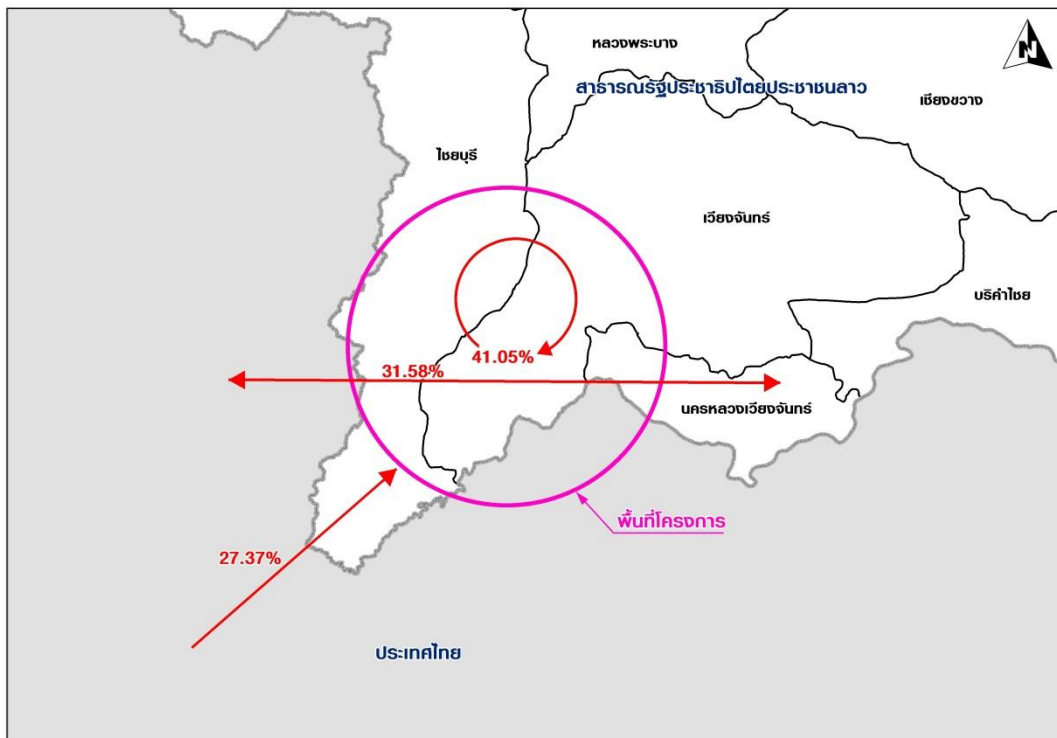 N
หลวงพระบาง
สาธารณรัฐประชาธิปไตยประชาชนลาว
เชียงขวาง
ไชยบุรี
เวียงจันทร์
บริคำไชย
41.05%
31.58%
นครหลวงเวียงจันทร์
พื้นที่โครงการ
27.37%
ประเทศไทย